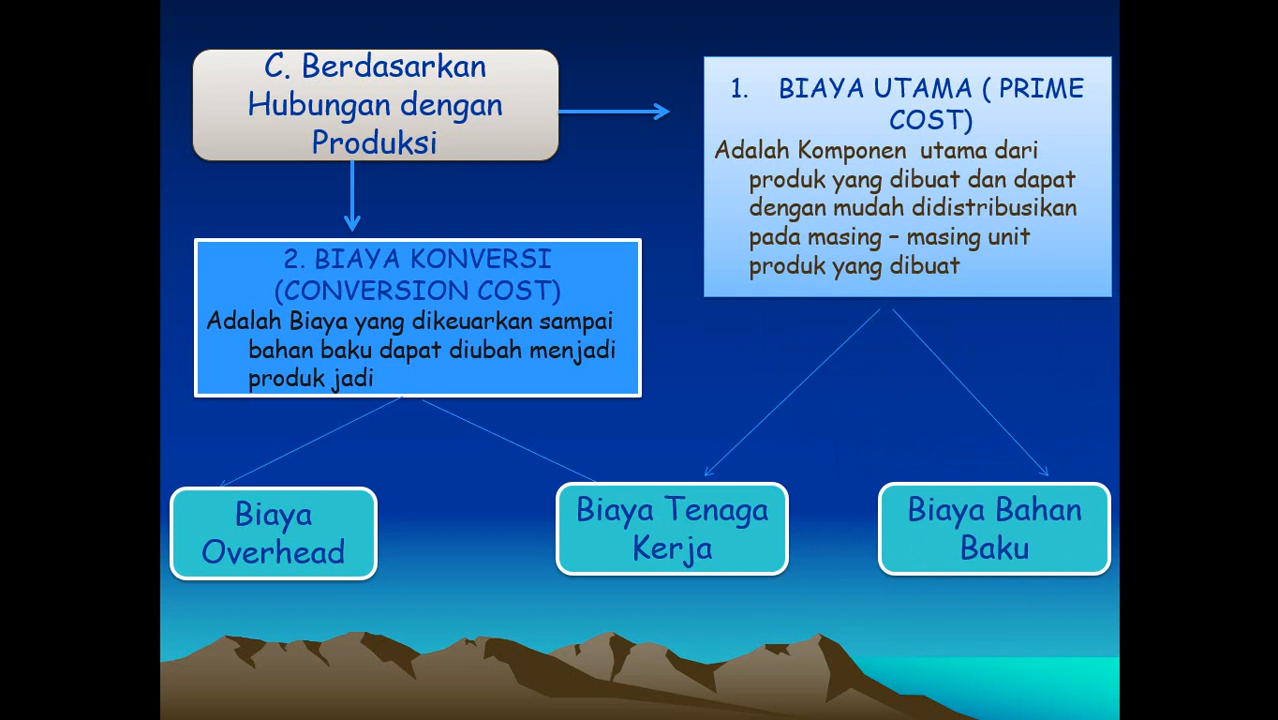 C. Berdasarkan
Hubungan dengan
Produksi
1. BIAYA UTAMA ( PRIME
COST)
Adalah Komponen utama dari
produk yang dibuat dan dapat
dengan mudah didistribusikan
pada masing – masing unit
produk yang dibuat
2. BIAYA KONVERSI
(CONVERSION COST)
Adalah Biaya yang dikeuarkan sampai
bahan baku dapat diubah menjadi
produk jadi
Biaya
Overhead
Biaya Tenaga
Kerja
Biaya Bahan
Baku